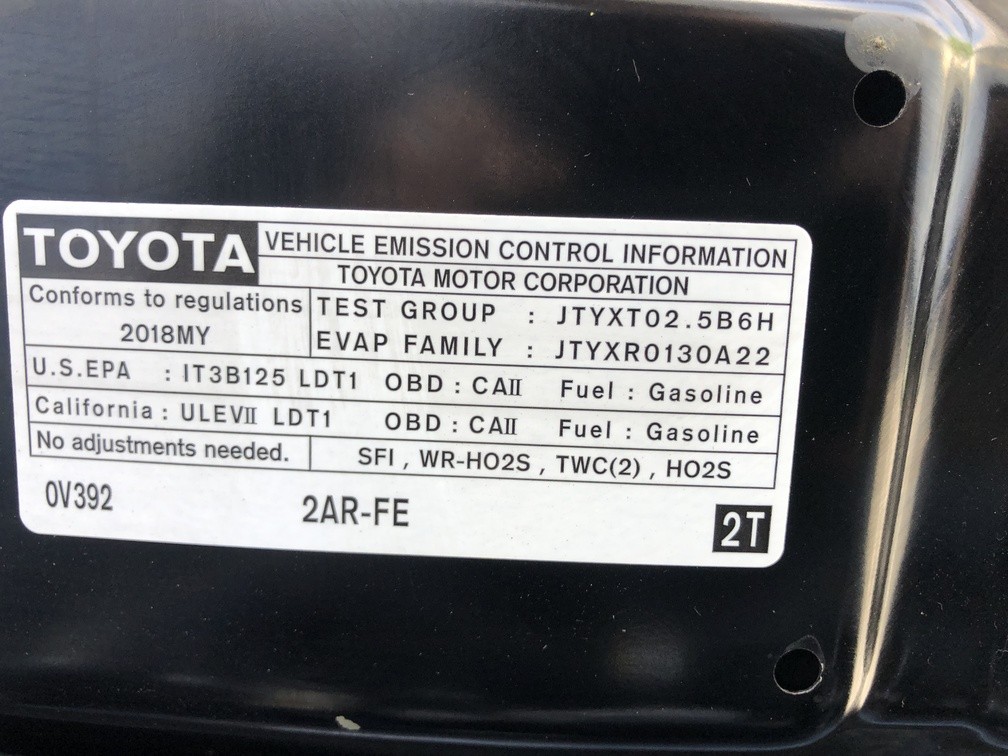 TOYOTA VEHICLE EMISSION CONTROL INFORMATION
TOYOTA MOTOR CORPORATION
Conforms to regulations
2018MY
TEST GROUP : JTYXT02.5B6H
EVAP FAMILY : JTYXR0130A22
U.S.EPA : IT3B125 LDT1 OBD : CAII Fuel : Gasoline
California : ULEVII LDT1 OBD : CAII Fuel : Gasoline
No adjustments needed. SFI , WR-HO2S , TWC(2) , HO2S
0V392 2AR-FE 2T